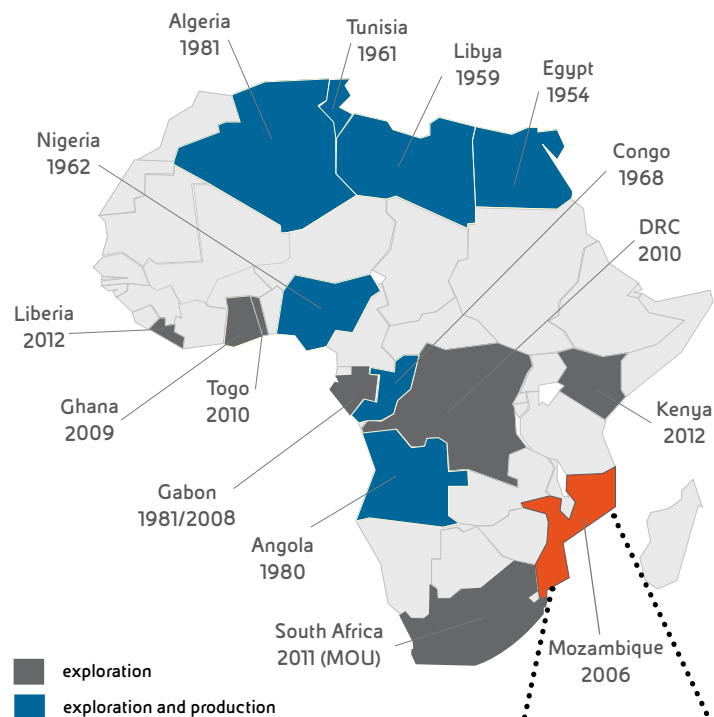 Algeria
1981
Tunisia
1961
Libya
1959
Egypt
1954
Nigeria
1962
Congo
1968
DRC
2010
Liberia
2012
Ghana
2009
Togo
2010
Kenya
2012
Gabon
1981/2008
Angola
1980
South Africa
2011 (MOU)
Mozambique
2006
exploration
exploration and production